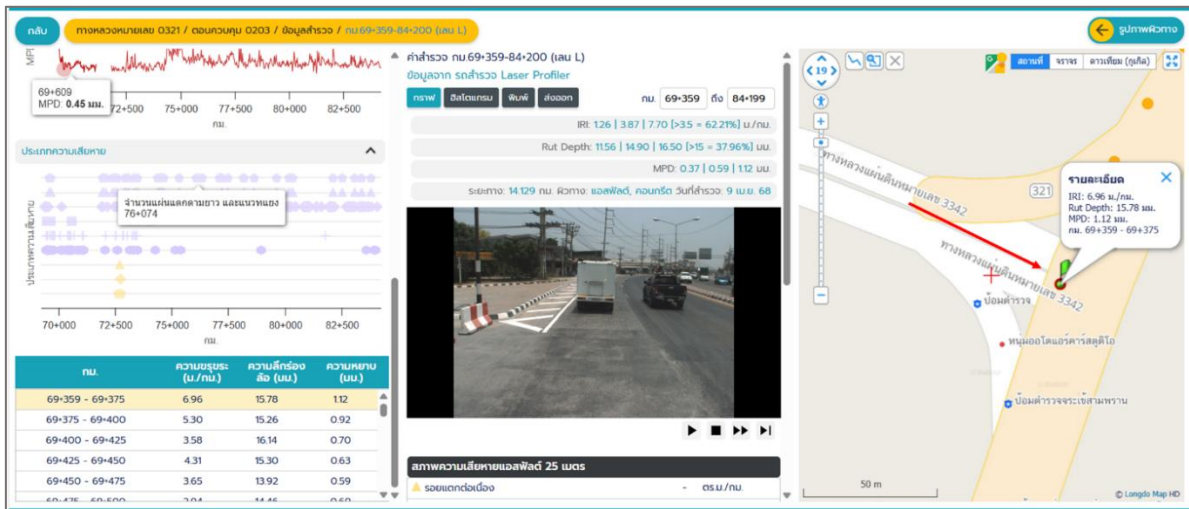 กลับ
ทางหลวงหมายเลข 0321 / ตอนควบคุม 0203 / ข้อมูลสำรวจ / กม.69+359-84+200 (เลน L)
รูปภาพผิวทาง
MPD
69+609
MPD: 0.45 มม.
72+500 75+000 77+500 80+000 82+500
กม.
ประเภทความเสียหาย
จำนวนแผ่นแตกตามยาว และแนวทแยง
76+074
ประเภทความเสียหาย
70+000 72+500 75+000 77+500 80+000 82+500
กม.
กม. ความขรุขระ (ม./กม.) ความลึกร่องล้อ (มม.) ความหยาบ (มม.)
69+359 - 69+375 6.96 15.78 1.12
69+375 - 69+400 5.30 15.26 0.92
69+400 - 69+425 3.58 16.14 0.70
69+425 - 69+450 4.31 15.30 0.63
69+450 - 69+475 3.65 13.92 0.59
ค่าสำรวจ กม.69+359-84+200 (เลน L)
ข้อมูลจาก รถสำรวจ Laser Profiler
กราฟ ฮิสโตแกรม พิมพ์ ส่งออก กม. 69+359 ถึง 84+199
IRI: 1.26 | 3.87 | 7.70 [>3.5 = 62.21%] ม./กม.
Rut Depth: 11.56 | 14.90 | 16.50 [>15 = 37.96%] มม.
MPD: 0.37 | 0.59 | 1.12 มม.
ระยะทาง: 14.129 กม. ผิวทาง: แอสฟัลต์, คอนกรีต วันที่สำรวจ: 9 เม.ย. 68
สภาพความเสียหายแอสฟัลต์ 25 เมตร
รอยแตกต่อเนื่อง - ตร.ม./กม.
19
สถานที่ จราจร ดาวเทียม (กูเกิล)
ทางหลวงแผ่นดินหมายเลข 3342
321
รายละเอียด
IRI: 6.96 ม./กม.
Rut Depth: 15.78 มม.
MPD: 1.12 มม.
กม. 69+359 - 69+375
ทางหลวงแผ่นดินหมายเลข 3342
ป้อมตำรวจ
หนุ่มออโตแอร์คาร์สตูดิโอ
ป้อมตำรวจจระเข้สามพราน
50 m
© Longdo Map HD